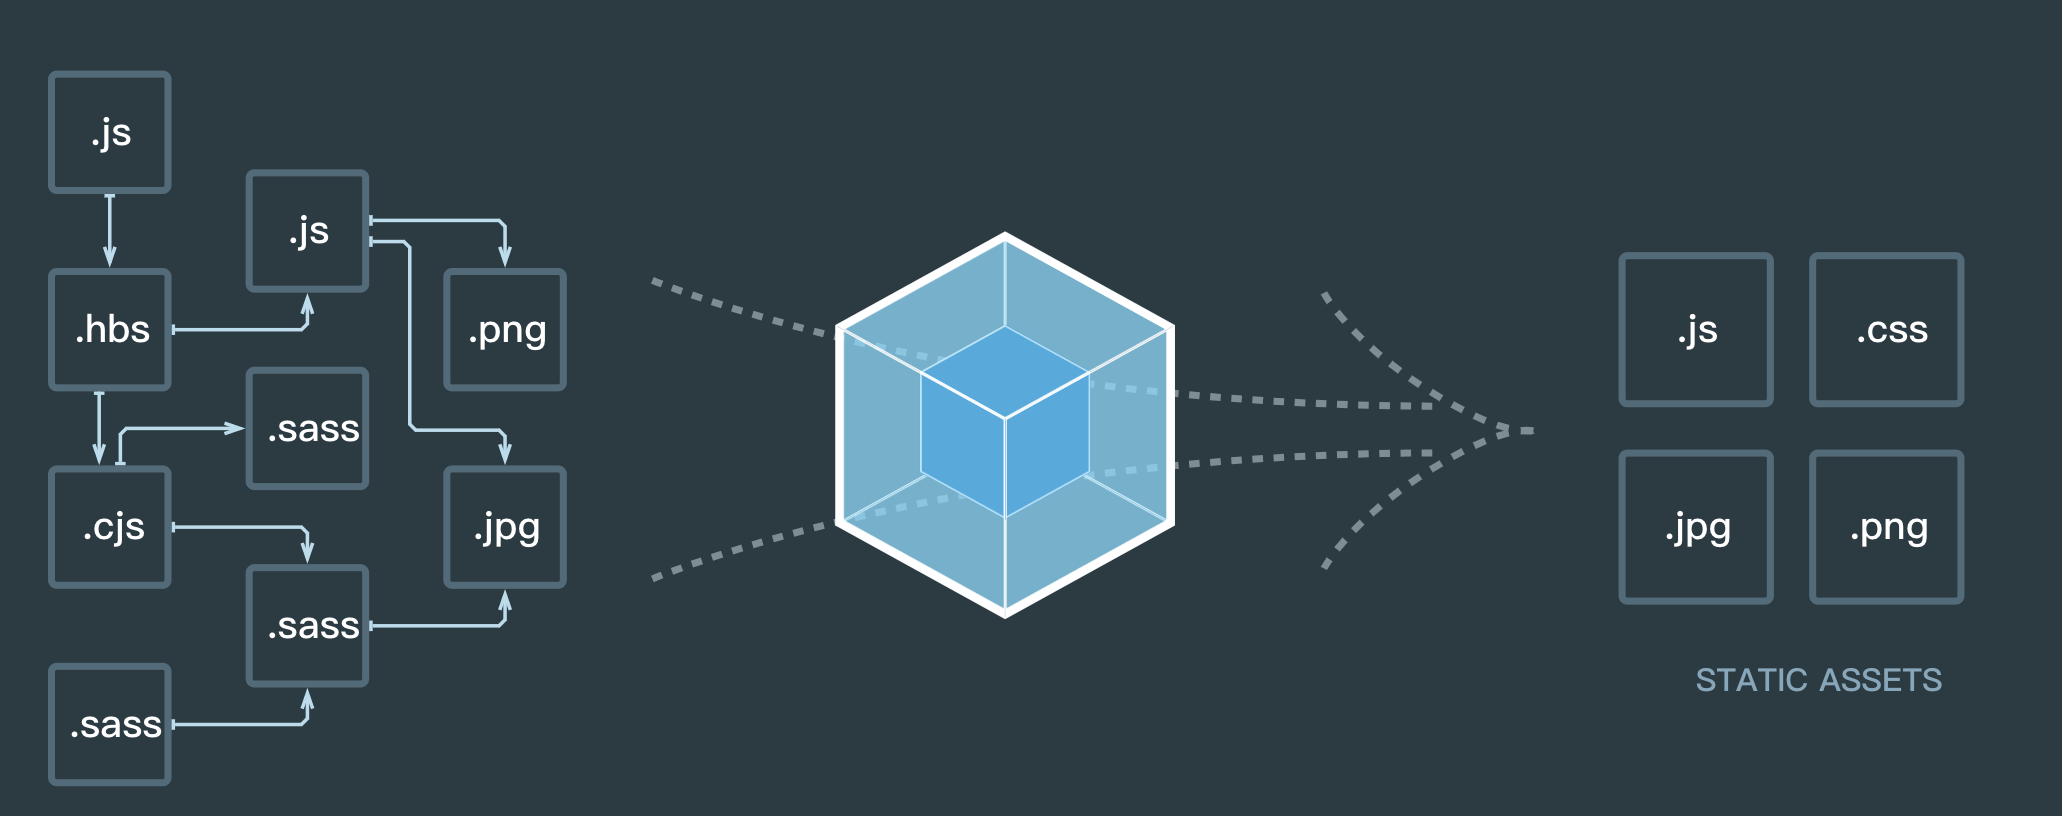 .js
.js
.hbs
.png
.sass
.cjs
.jpg
.sass
.sass
.js
.css
.jpg
.png
STATIC ASSETS